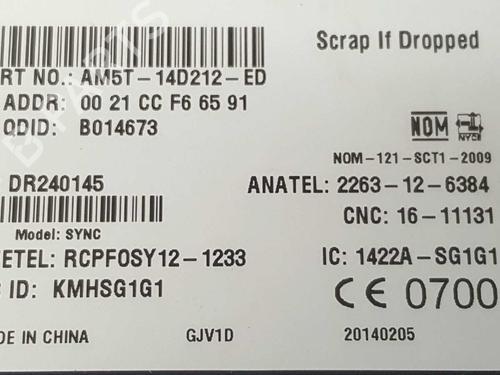 Scrap If Dropped
RT NO.: AM5T-14D212-ED
ADDR: 00 21 CC F6 65 91
QDID: B014673
NOM NYCE
NOM-121-SCT1-2009
DR240145
ANATEL: 2263-12-6384
CNC: 16-11131
Model: SYNC
ETEL: RCPFOSY12-1233
IC: 1422A-SG1G1
ID: KMHSG1G1
CE 0700
DE IN CHINA
GJV1D
20140205